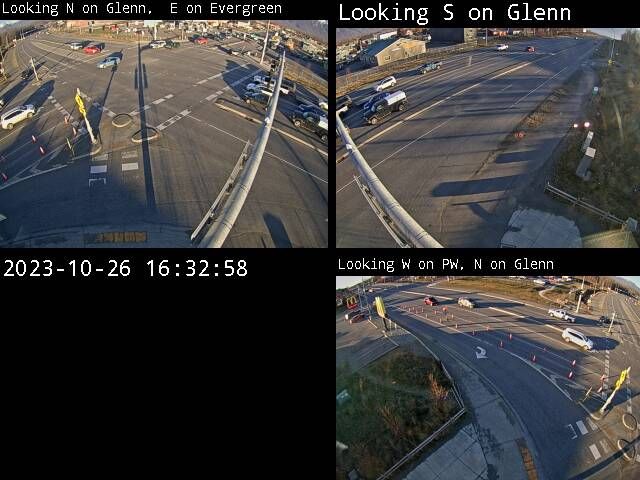 Looking N on Glenn, E on Evergreen
Looking S on Glenn
2023-10-26 16:32:58
Looking W on PW, N on Glenn